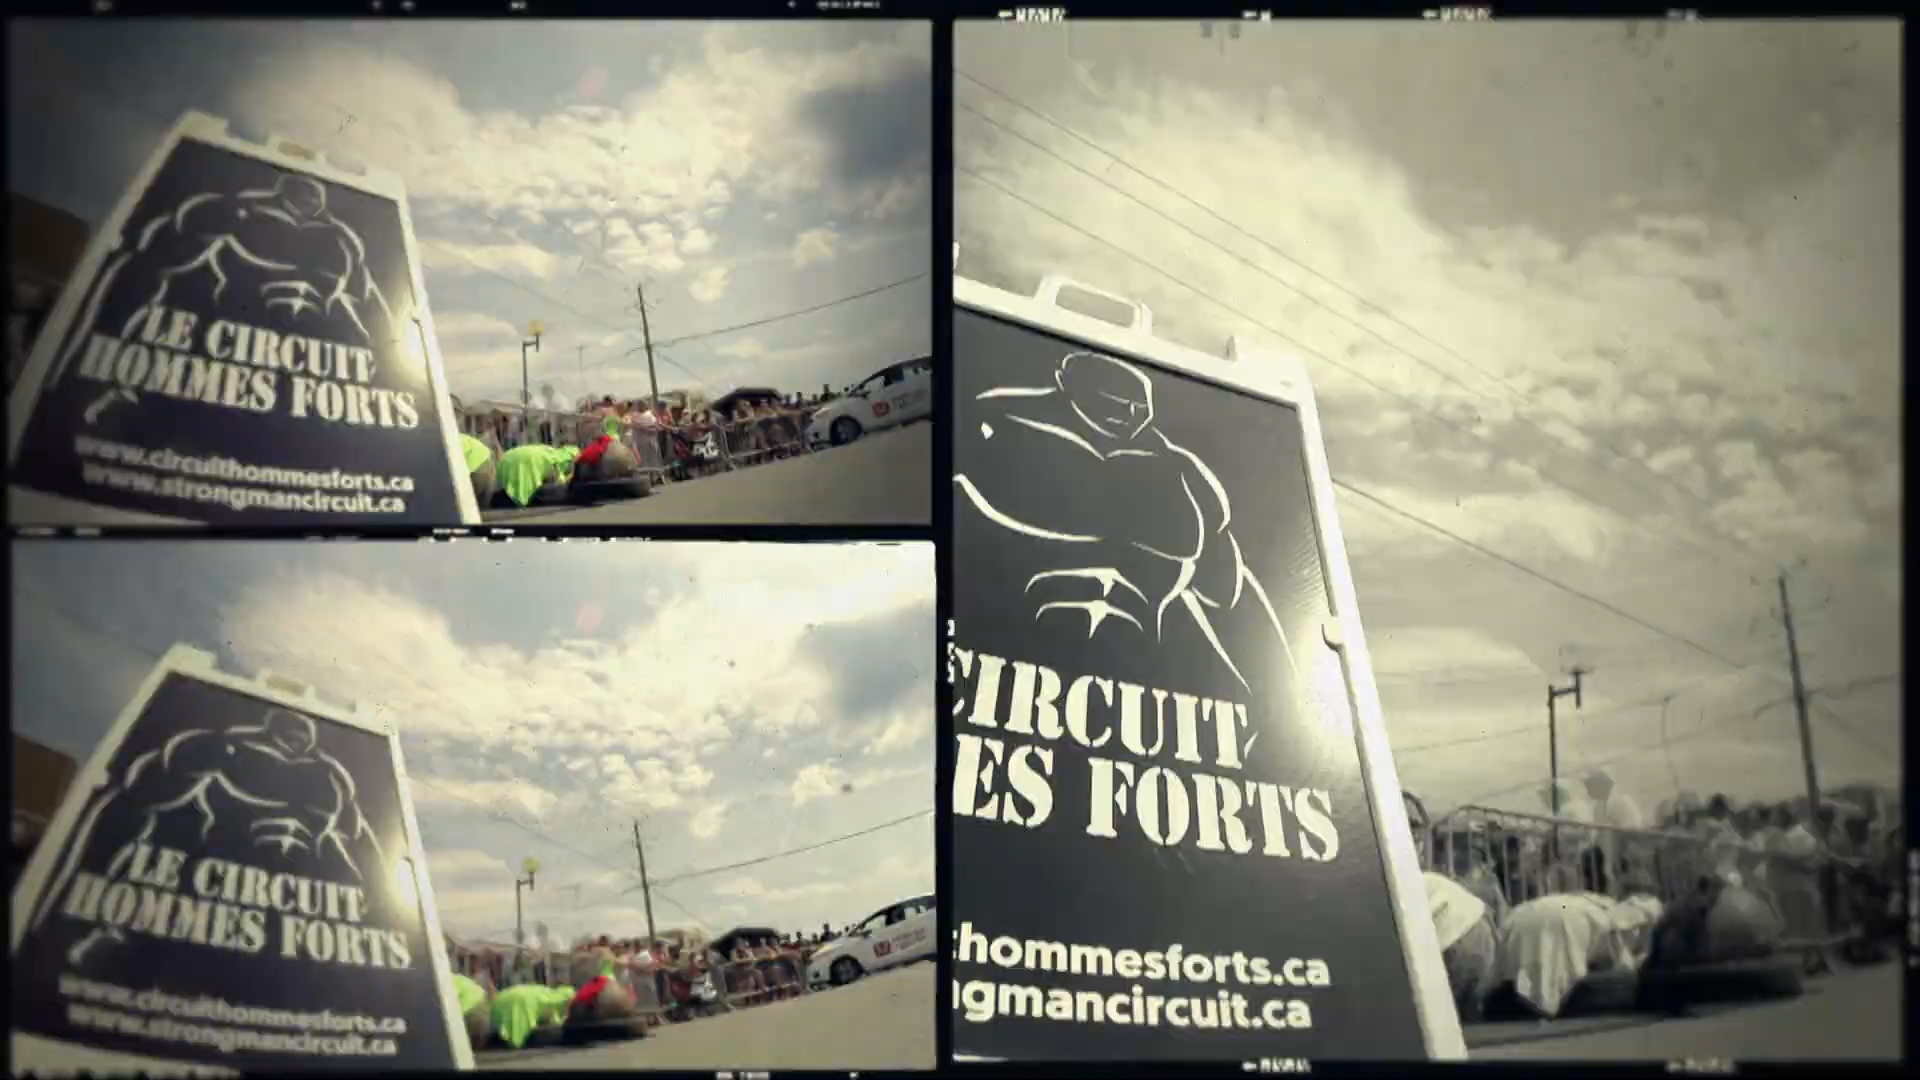 LE CIRCUIT
HOMMES FORTS
www.circuithommesforts.ca
www.strongmancircuit.ca
LE CIRCUIT
HOMMES FORTS
www.circuithommesforts.ca
www.strongmancircuit.ca
CIRCUIT
ES FORTS
hommesforts.ca
ngmancircuit.ca